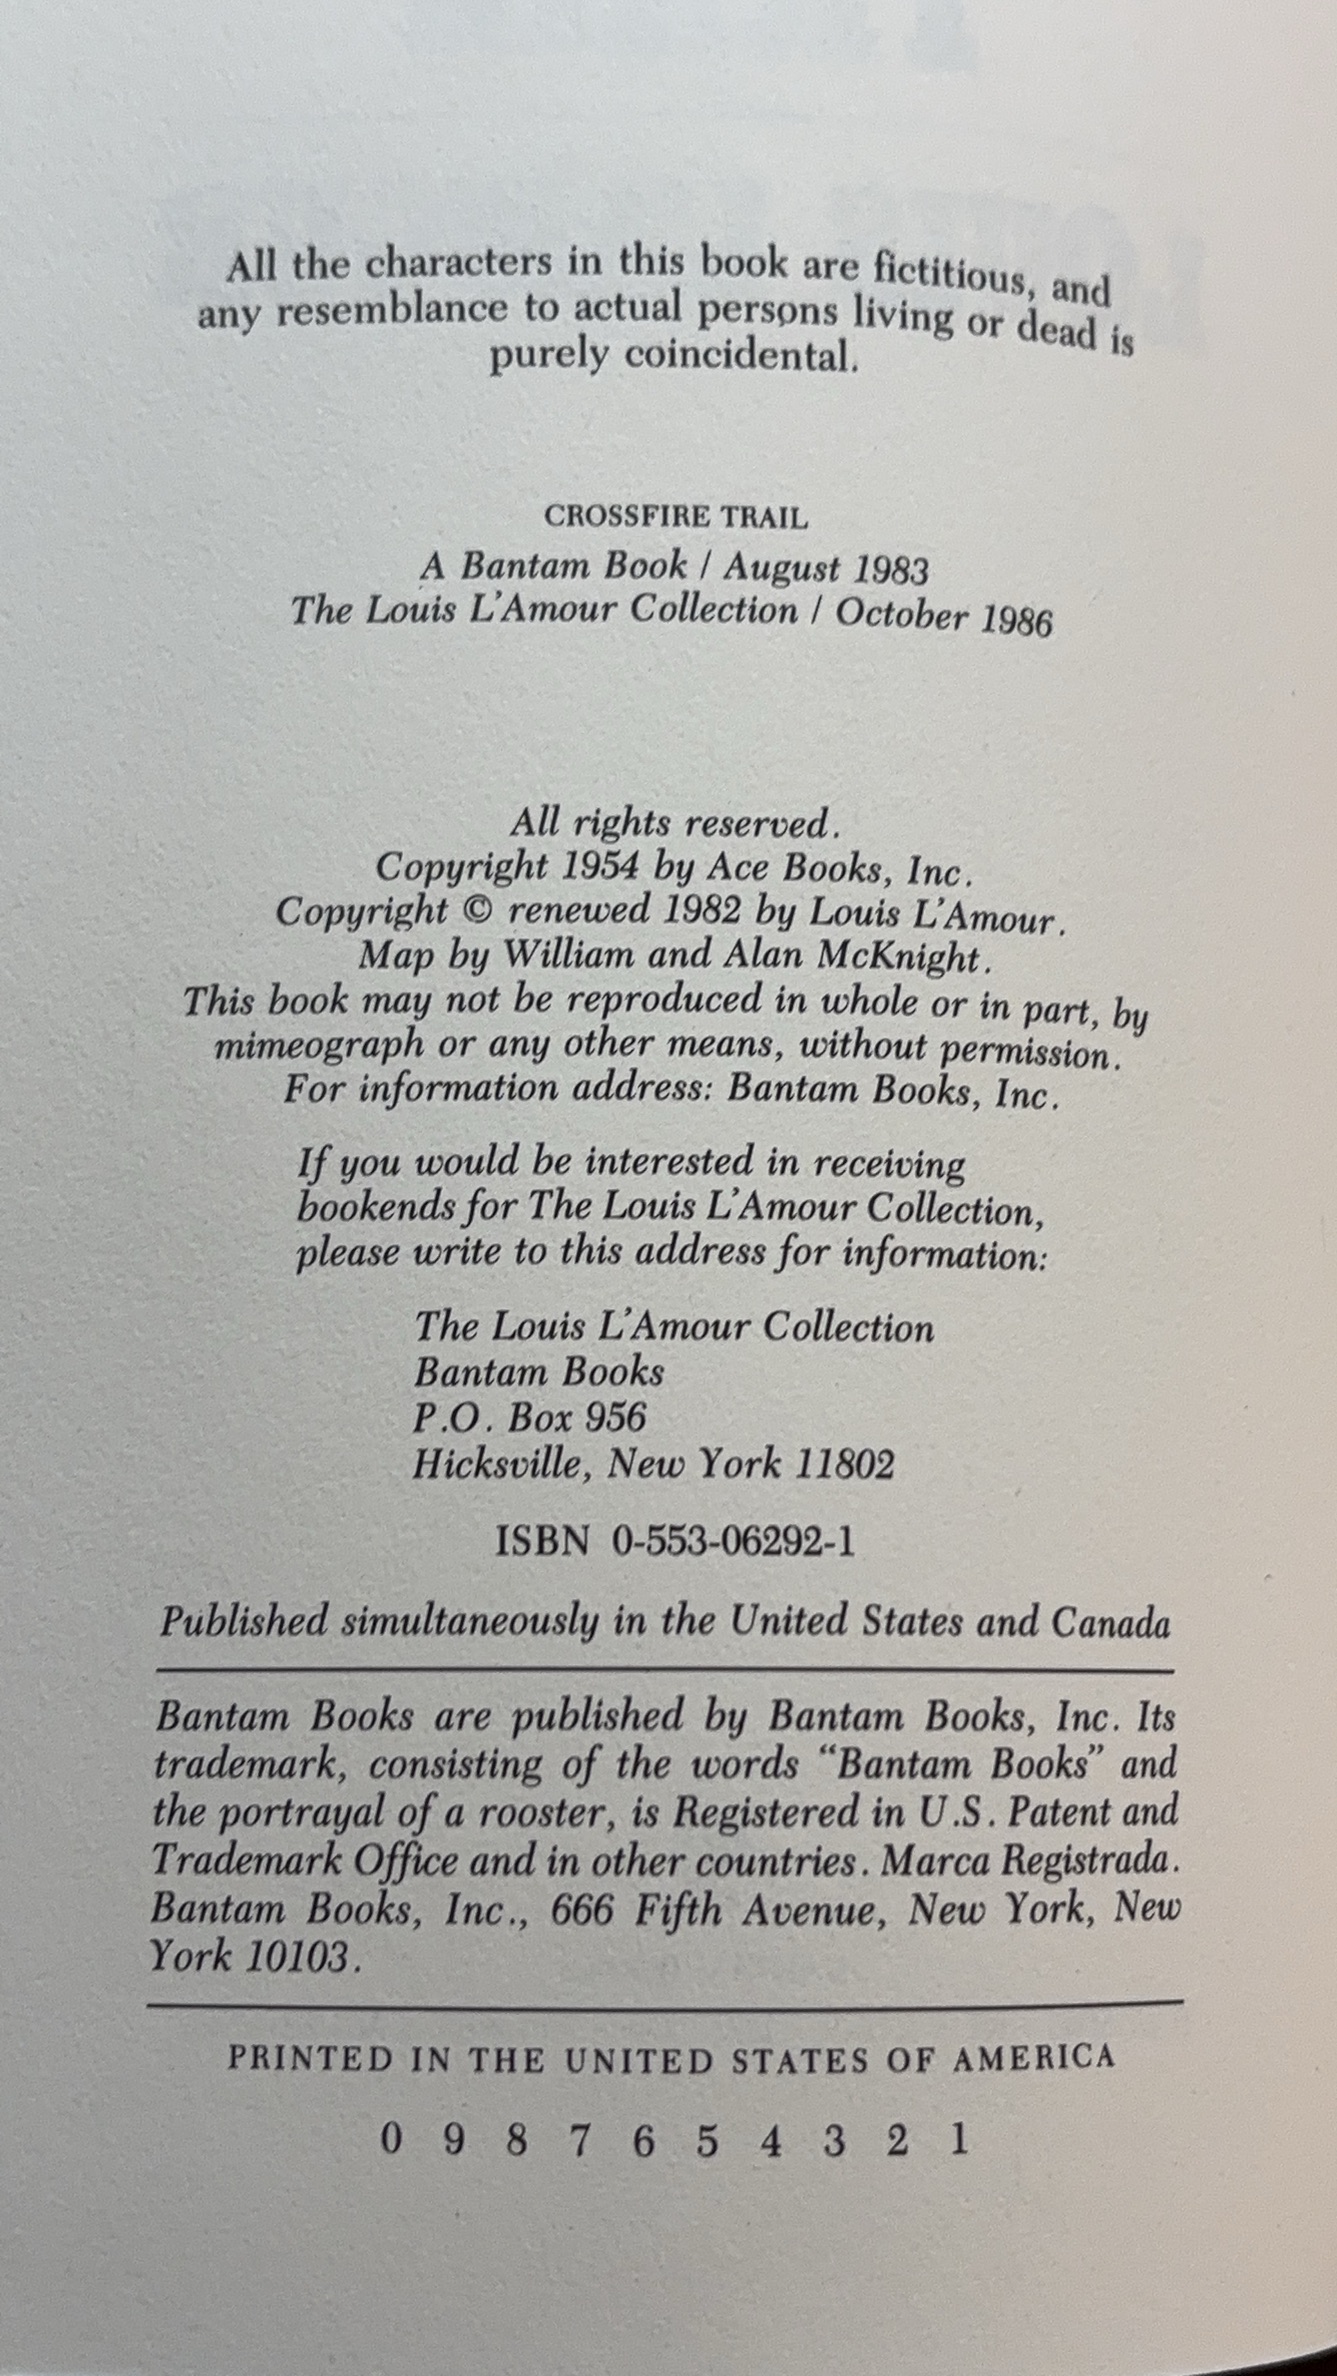 All the characters in this book are fictitious, and
any resemblance to actual persons living or dead is
purely coincidental.
CROSSFIRE TRAIL
A Bantam Book / August 1983
The Louis L'Amour Collection / October 1986
All rights reserved.
Copyright 1954 by Ace Books, Inc.
Copyright © renewed 1982 by Louis L'Amour.
Map by William and Alan McKnight.
This book may not be reproduced in whole or in part, by
mimeograph or any other means, without permission.
For information address: Bantam Books, Inc.
If you would be interested in receiving
bookends for The Louis L'Amour Collection,
please write to this address for information:
The Louis L'Amour Collection
Bantam Books
P.O. Box 956
Hicksville, New York 11802
ISBN 0-553-06292-1
Published simultaneously in the United States and Canada
Bantam Books are published by Bantam Books, Inc. Its
trademark, consisting of the words “Bantam Books” and
the portrayal of a rooster, is Registered in U.S. Patent and
Trademark Office and in other countries. Marca Registrada.
Bantam Books, Inc., 666 Fifth Avenue, New York, New
York 10103.
PRINTED IN THE UNITED STATES OF AMERICA
0 9 8 7 6 5 4 3 2 1